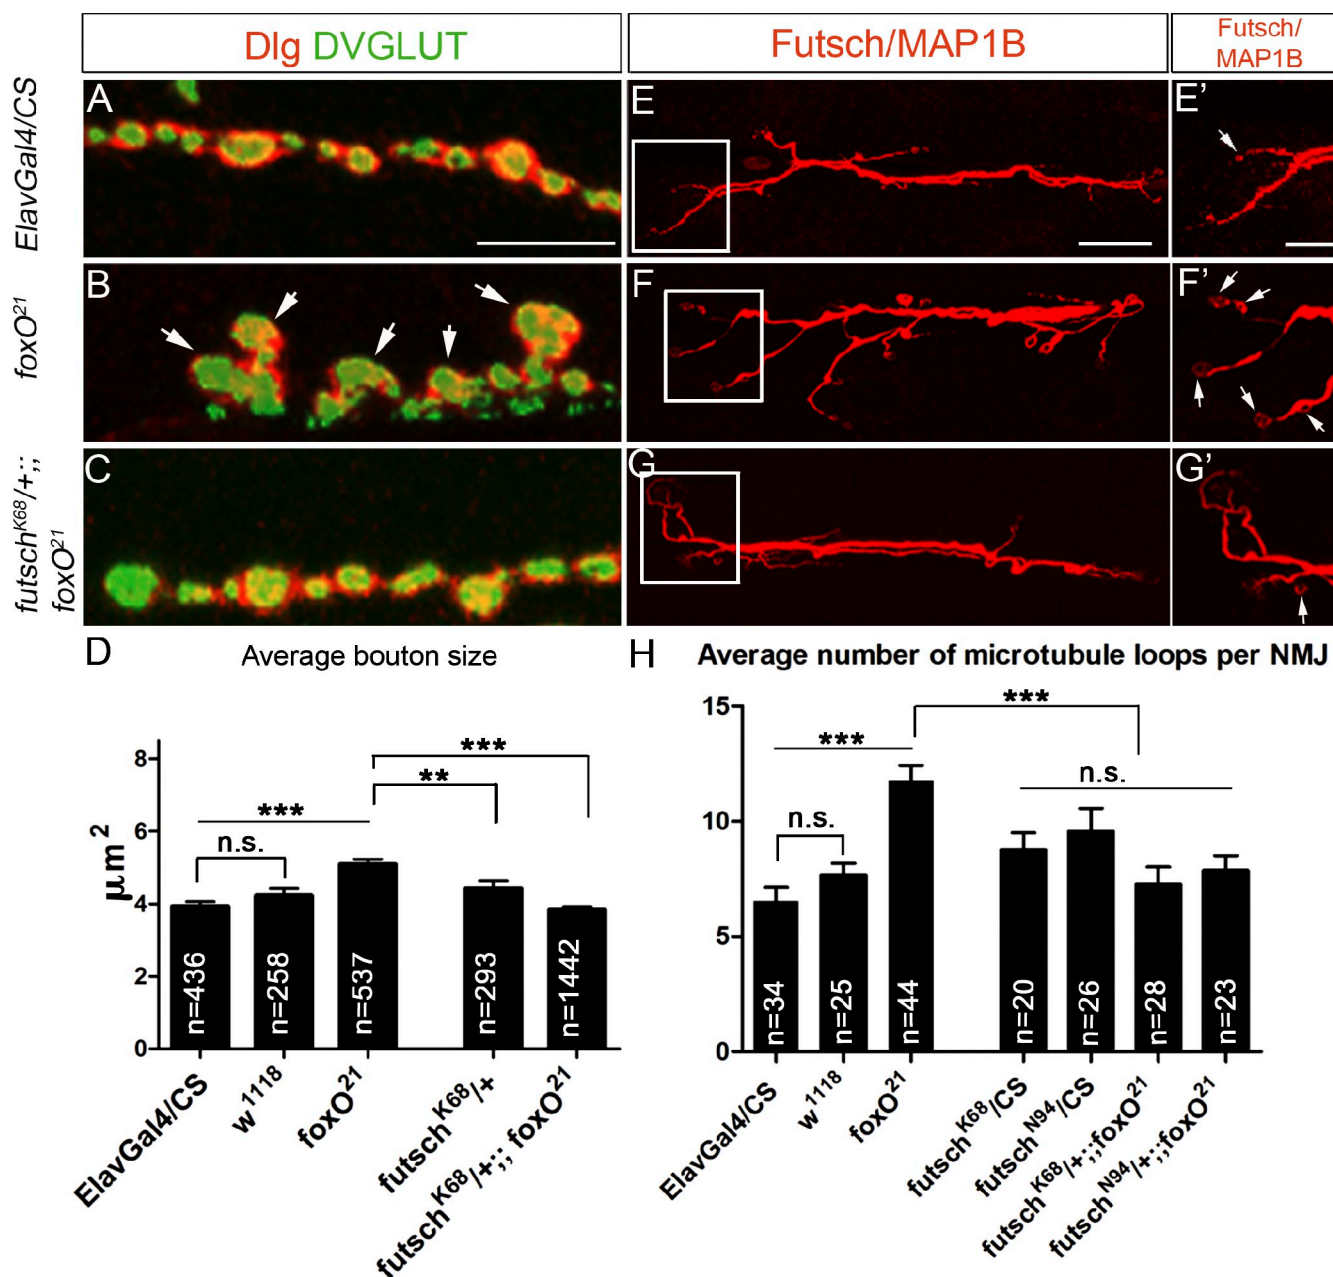 Dlg DVGLUT
Futsch/MAP1B
Futsch/
MAP1B
ElavGal4/CS
A
E
E'
foxO²¹
B
F
F'
futschᴷ⁶⁸/+;;
foxO²¹
C
G
G'
D
Average bouton size
μm²
8
6
4
2
0
n.s.
***
**
***
n=436
n=258
n=537
n=293
n=1442
ElavGal4/CS
w¹¹¹⁸
foxO²¹
futschᴷ⁶⁸/+
futschᴷ⁶⁸/+;; foxO²¹
H
Average number of microtubule loops per NMJ
15
10
5
0
n.s.
***
***
n.s.
n=34
n=25
n=44
n=20
n=26
n=28
n=23
ElavGal4/CS
w¹¹¹⁸
foxO²¹
futschᴷ⁶⁸/CS
futschᴺ⁹⁴/CS
futschᴷ⁶⁸/+;;foxO²¹
futschᴺ⁹⁴/+;;foxO²¹